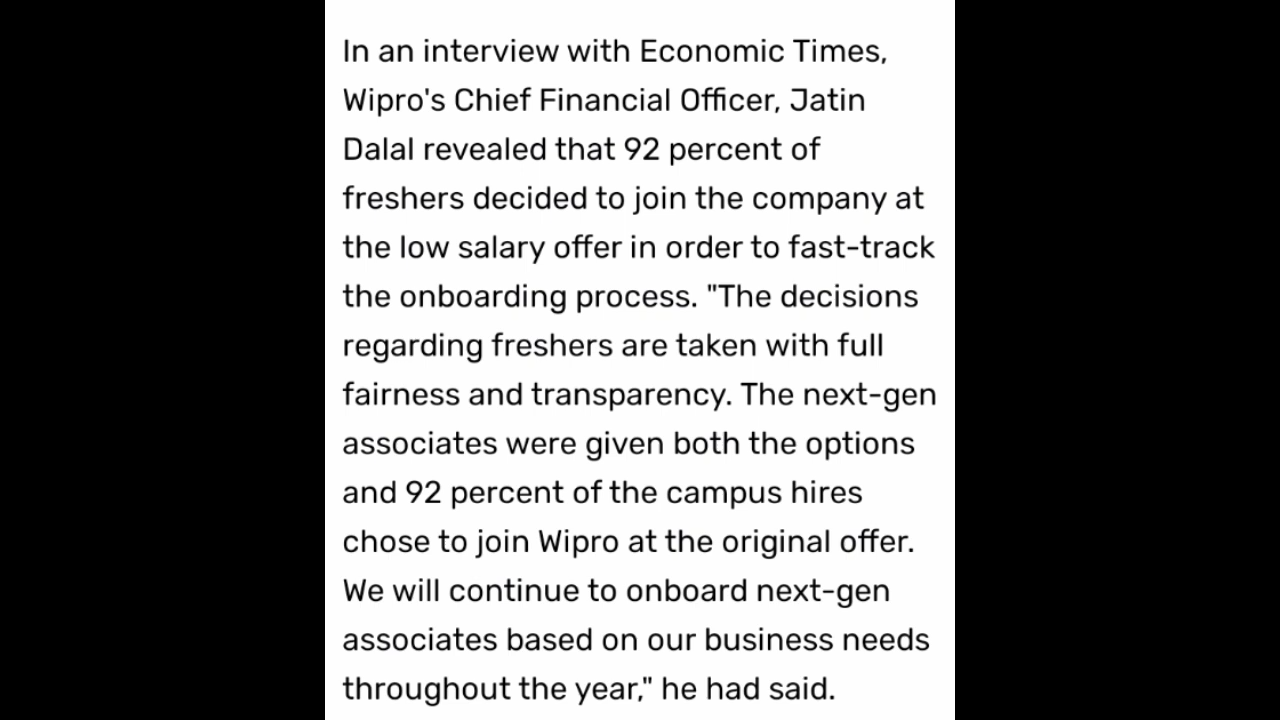 In an interview with Economic Times,
Wipro's Chief Financial Officer, Jatin
Dalal revealed that 92 percent of
freshers decided to join the company at
the low salary offer in order to fast-track
the onboarding process. "The decisions
regarding freshers are taken with full
fairness and transparency. The next-gen
associates were given both the options
and 92 percent of the campus hires
chose to join Wipro at the original offer.
We will continue to onboard next-gen
associates based on our business needs
throughout the year," he had said.